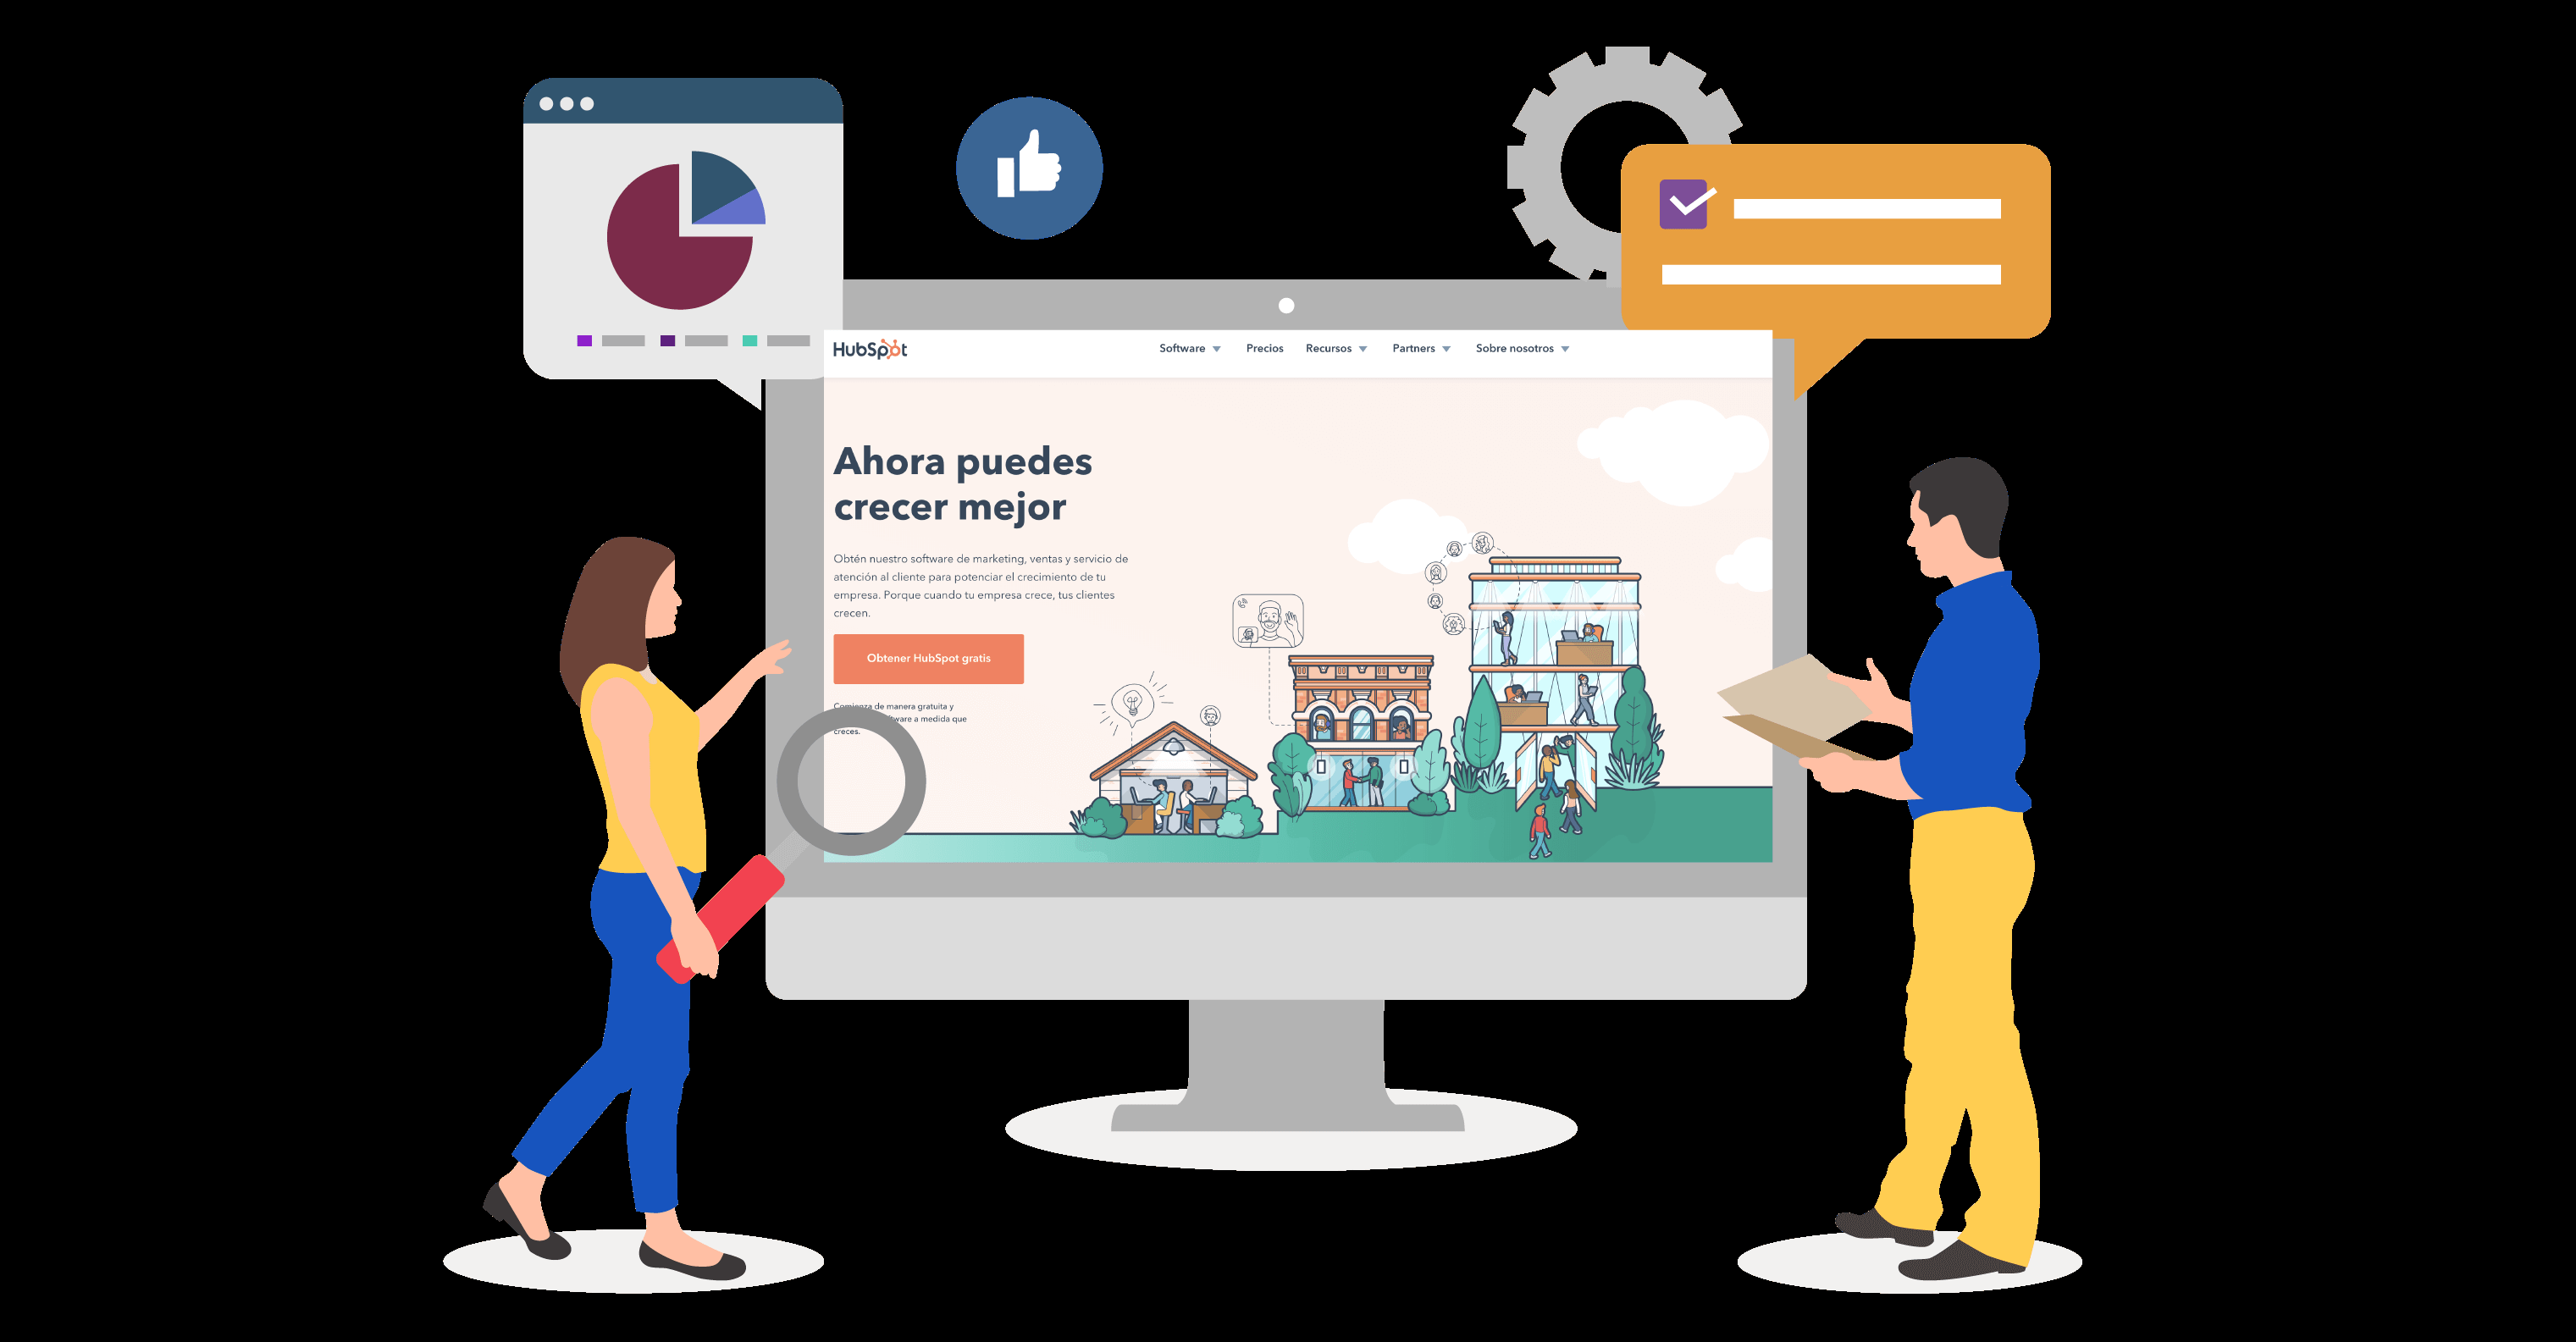 HubSpot
Software Precios Recursos Partners Sobre nosotros
Ahora puedes
crecer mejor
Obtén nuestro software de marketing, ventas y servicio de
atención al cliente para potenciar el crecimiento de tu
empresa. Porque cuando tu empresa crece, tus clientes
crecen.
Obtener HubSpot gratis
Comienza de manera gratuita y
a medida que
creces.